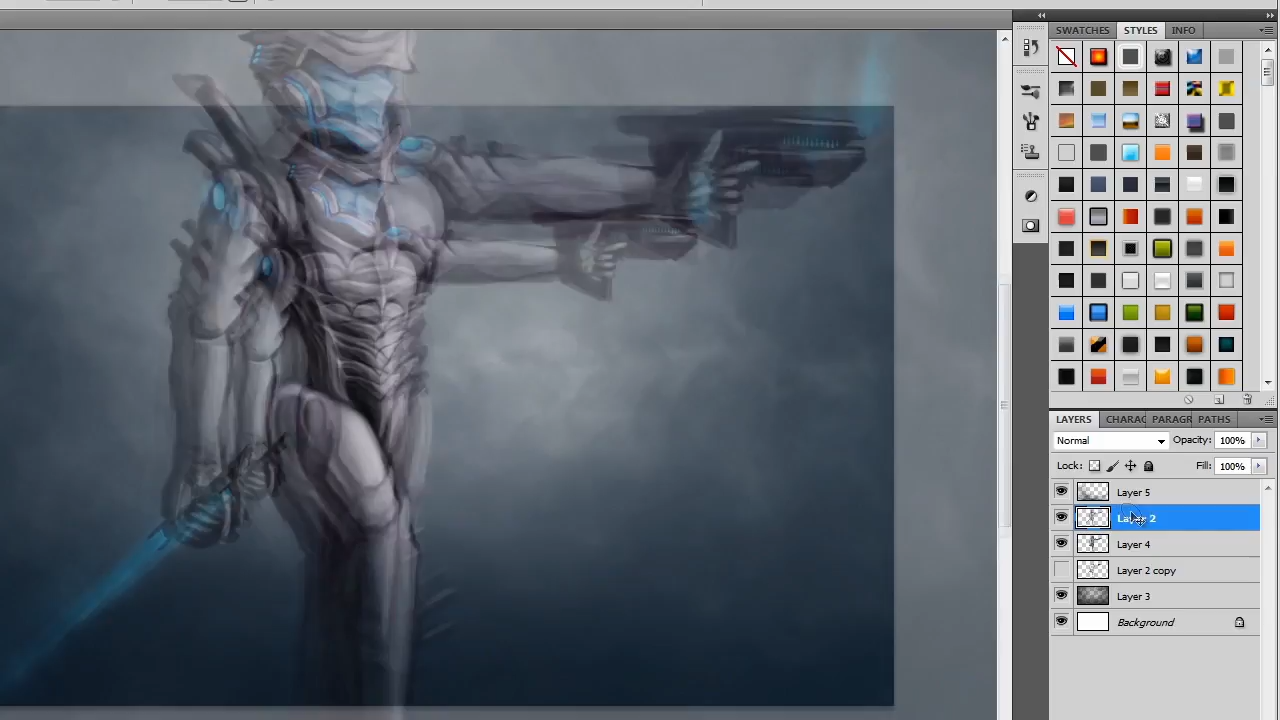 SWATCHES STYLES INFO
LAYERS CHARAC PARAGR PATHS
Normal Opacity: 100%
Lock: Fill: 100%
Layer 5
Layer 2
Layer 4
Layer 2 copy
Layer 3
Background